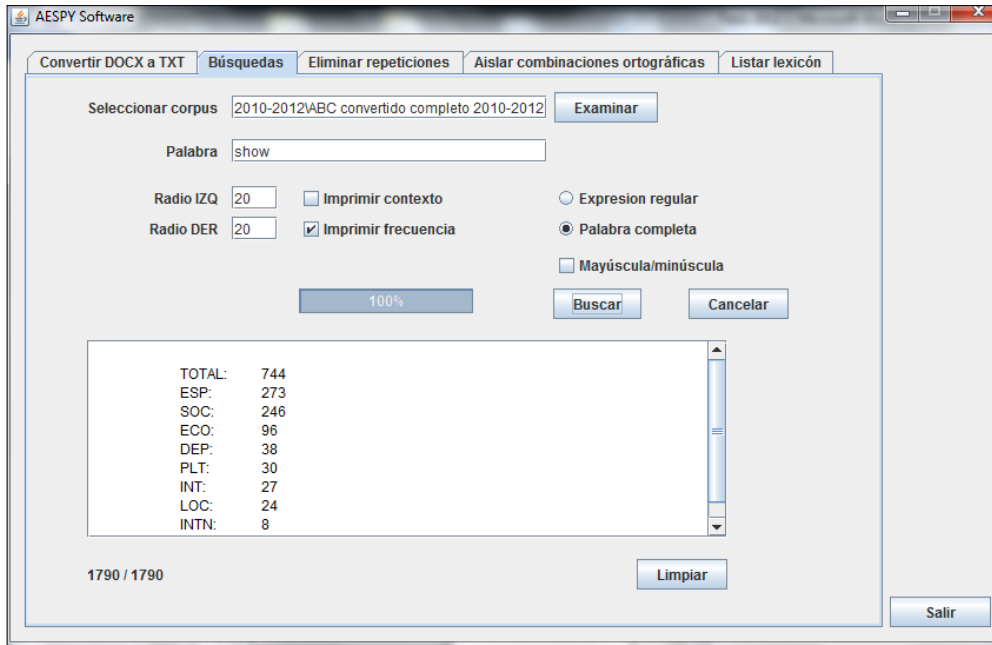 AESPY Software
Convertir DOCX a TXT Búsquedas Eliminar repeticiones Aislar combinaciones ortográficas Listar lexicón
Seleccionar corpus 2010-2012\ABC convertido completo 2010-2012 Examinar
Palabra show
Radio IZQ 20 Imprimir contexto Expresion regular
Radio DER 20 Imprimir frecuencia Palabra completa
Mayúscula/minúscula
100% Buscar Cancelar
TOTAL: 744
ESP: 273
SOC: 246
ECO: 96
DEP: 38
PLT: 30
INT: 27
LOC: 24
INTN: 8
1790 / 1790 Limpiar
Salir